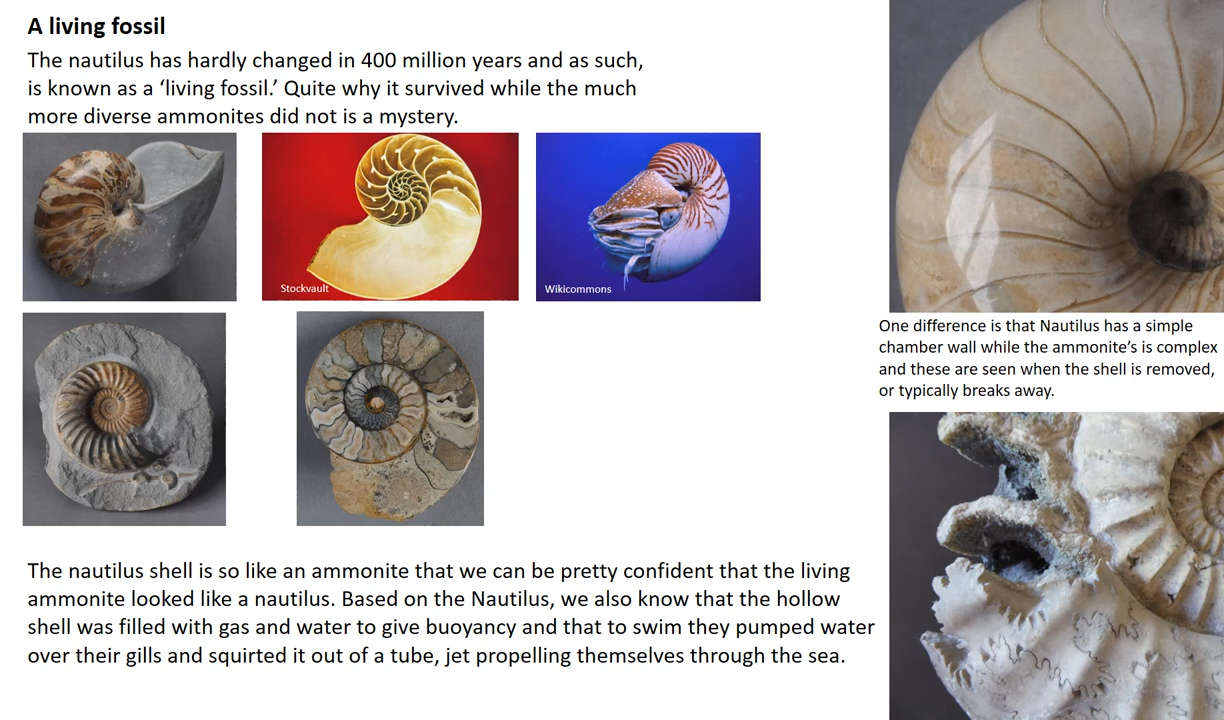 A living fossil
The nautilus has hardly changed in 400 million years and as such,
is known as a ‘living fossil.’ Quite why it survived while the much
more diverse ammonites did not is a mystery.
Stockvault
Wikicommons
One difference is that Nautilus has a simple
chamber wall while the ammonite’s is complex
and these are seen when the shell is removed,
or typically breaks away.
The nautilus shell is so like an ammonite that we can be pretty confident that the living
ammonite looked like a nautilus. Based on the Nautilus, we also know that the hollow
shell was filled with gas and water to give buoyancy and that to swim they pumped water
over their gills and squirted it out of a tube, jet propelling themselves through the sea.